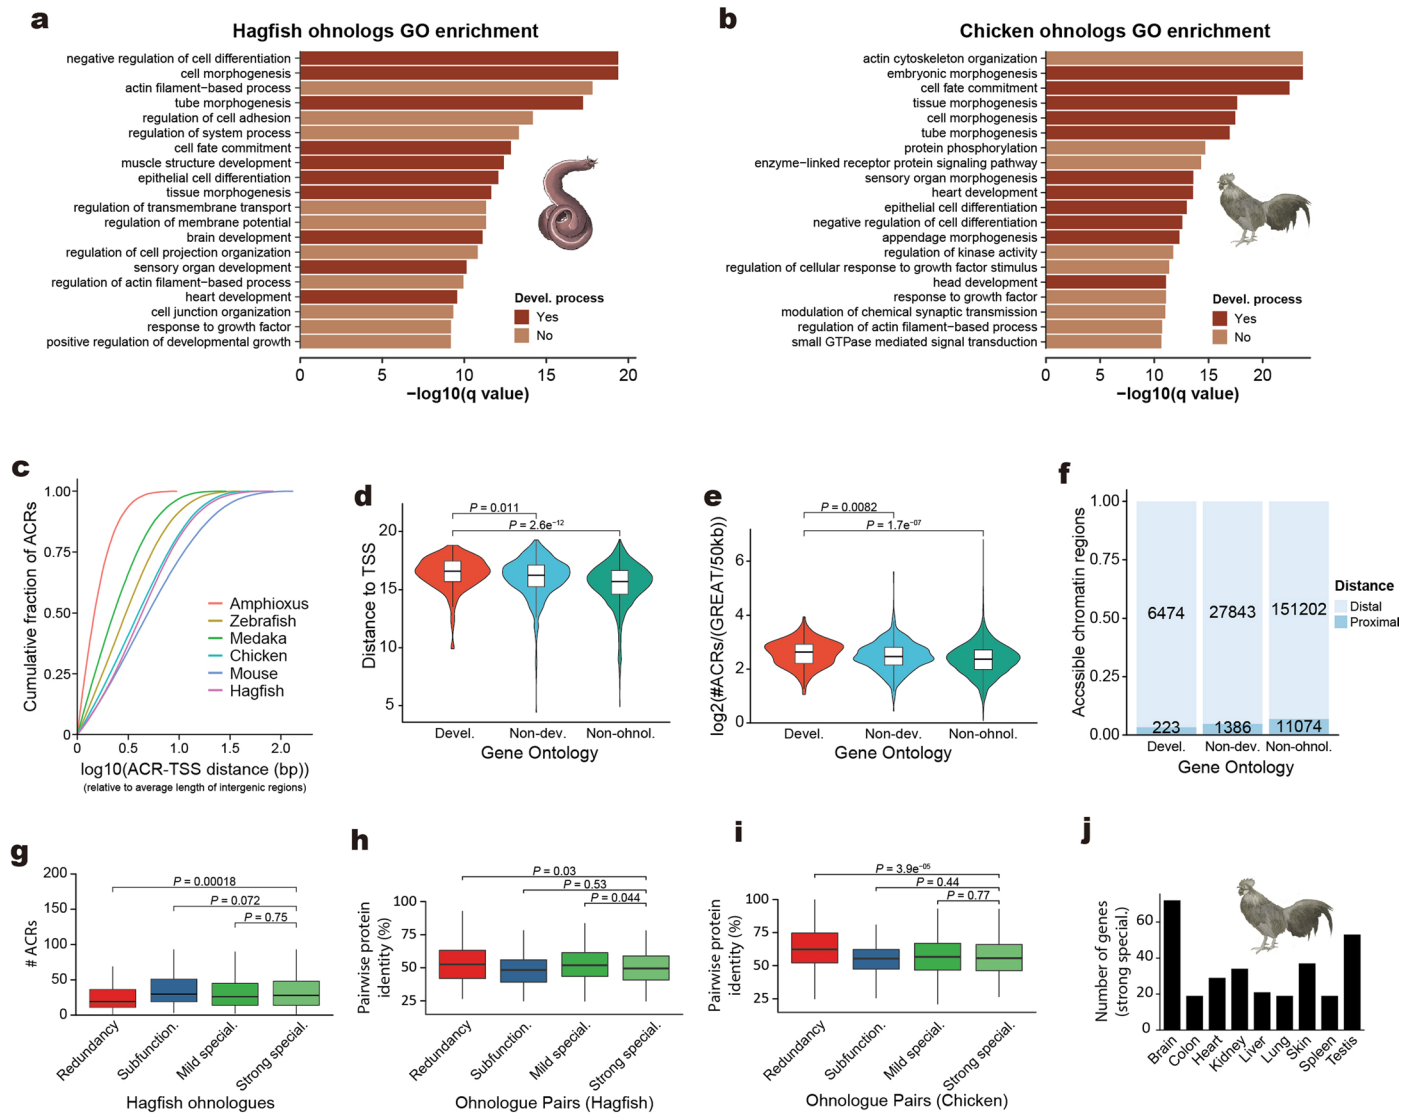 a
Hagfish ohnologs GO enrichment
negative regulation of cell differentiation
cell morphogenesis
actin filament−based process
tube morphogenesis
regulation of cell adhesion
regulation of system process
cell fate commitment
muscle structure development
epithelial cell differentiation
tissue morphogenesis
regulation of transmembrane transport
regulation of membrane potential
brain development
regulation of cell projection organization
sensory organ development
regulation of actin filament−based process
heart development
cell junction organization
response to growth factor
positive regulation of developmental growth
Devel. process
Yes
No
0 5 10 15 20
−log10(q value)
b
Chicken ohnologs GO enrichment
actin cytoskeleton organization
embryonic morphogenesis
cell fate commitment
tissue morphogenesis
cell morphogenesis
tube morphogenesis
protein phosphorylation
enzyme−linked receptor protein signaling pathway
sensory organ morphogenesis
heart development
epithelial cell differentiation
negative regulation of cell differentiation
appendage morphogenesis
regulation of kinase activity
regulation of cellular response to growth factor stimulus
head development
response to growth factor
modulation of chemical synaptic transmission
regulation of actin filament−based process
small GTPase mediated signal transduction
Devel. process
Yes
No
0 5 10 15 20
−log10(q value)
c
Cumulative fraction of ACRs
1.00
0.75
0.50
0.25
0
Amphioxus
Zebrafish
Medaka
Chicken
Mouse
Hagfish
0 0.5 1.0 1.5 2.0
log10(ACR-TSS distance (bp))
(relative to average length of intergenic regions)
d
Distance to TSS
20
15
10
5
P = 0.011
P = 2.6e−12
Devel. Non-dev. Non-ohnol.
Gene Ontology
e
log2(#ACRs/(GREAT/50kb))
6
4
2
0
P = 0.0082
P = 1.7e−07
Devel. Non-dev. Non-ohnol.
Gene Ontology
f
Acssible chromatin regions
1.00
0.75
0.50
0.25
0.00
6474 27843 151202
223 1386 11074
Devel. Non-dev. Non-ohnol.
Gene Ontology
Distance
Distal
Proximal
g
# ACRs
200
150
100
50
0
P = 0.00018
P = 0.072
P = 0.75
Redundancy
Subfunction.
Mild special.
Strong special.
Hagfish ohnologues
h
Pairwise protein
identity (%)
100
75
50
25
P = 0.03
P = 0.53
P = 0.044
Redundancy
Subfunction.
Mild special.
Strong special.
Ohnologue Pairs (Hagfish)
i
Pairwise protein
identity (%)
100
75
50
25
P = 3.9e−05
P = 0.44
P = 0.77
Redundancy
Subfunction.
Mild special.
Strong special.
Ohnologue Pairs (Chicken)
j
Number of genes
(strong special.)
60
40
20
0
Brain
Colon
Heart
Kidney
Liver
Lung
Skin
Spleen
Testis